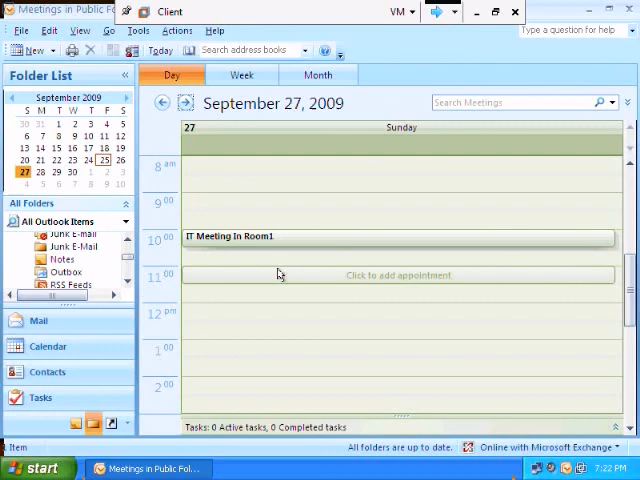 Meetings in Public Fo
Client
VM
File Edit View Go Tools Actions Help
Type a question for help
New Today Search address books
Folder List
Day Week Month
September 2009
S M T W T F S
30 31 1 2 3 4 5
6 7 8 9 10 11 12
13 14 15 16 17 18 19
20 21 22 23 24 25 26
27 28 29 30 1 2 3
4 5 6 7 8 9 10
September 27, 2009
Search Meetings
27 Sunday
All Folders
All Outlook Items
Junk E-mail
Junk E-Mail
Notes
Outbox
RSS Feeds
Mail
Calendar
Contacts
Tasks
8 am
9 00
10 00
IT Meeting In Room1
11 00
Click to add appointment
12 pm
1 00
2 00
Tasks: 0 Active tasks, 0 Completed tasks
1 Item
All folders are up to date.
Online with Microsoft Exchange
start
Meetings in Public Fol...
7:22 PM